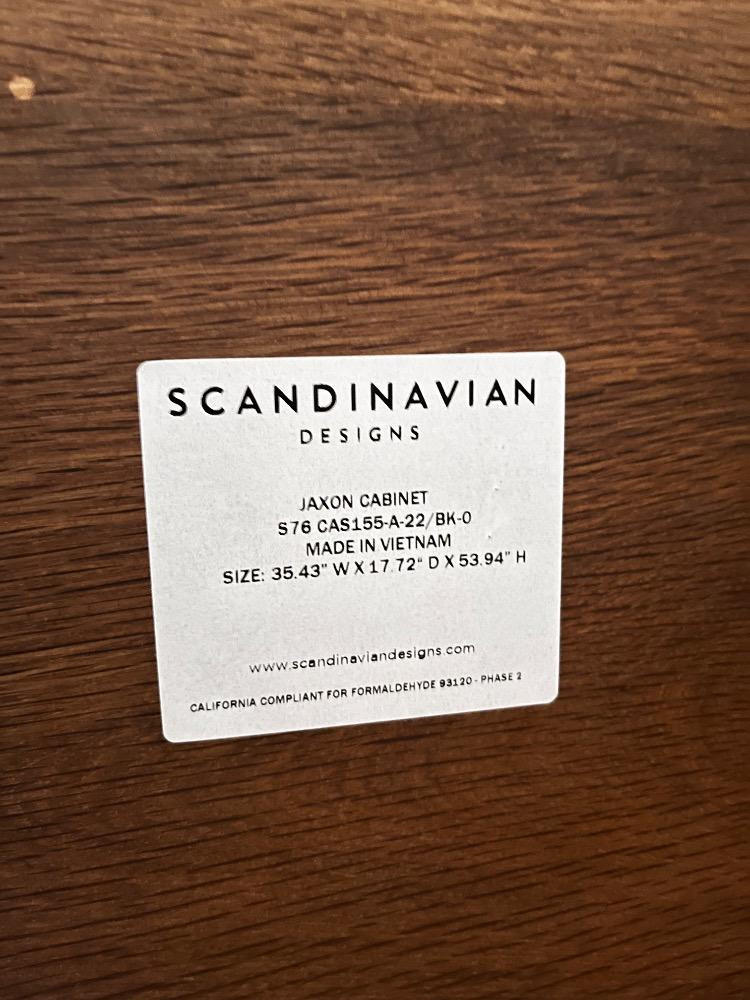 SCANDINAVIAN
DESIGNS
JAXON CABINET
S76 CAS155-A-22/BK-0
MADE IN VIETNAM
SIZE: 35.43" W X 17.72" D X 53.94" H
www.scandinaviandesigns.com
CALIFORNIA COMPLIANT FOR FORMALDEHYDE 93120 - PHASE 2